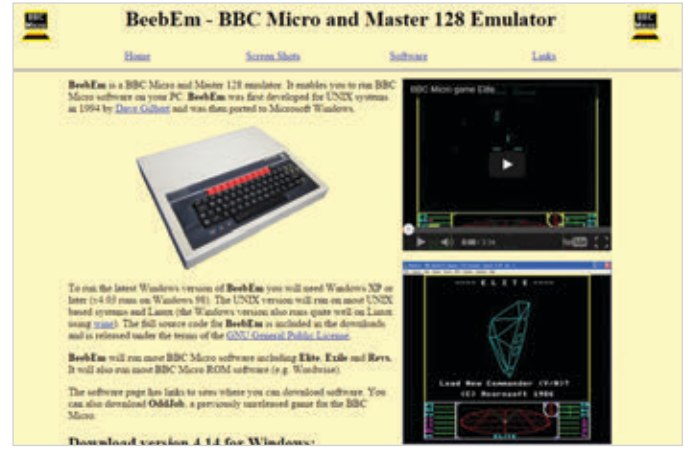 BeebEm - BBC Micro and Master 128 Emulator
Home Screen Shots Software Links
BeebEm is a BBC Micro and Master 128 emulator. It enables you to run BBC
Micro software on your PC. BeebEm was first developed for UNIX systems
in 1994 by Dave Gilbert and was then ported to Microsoft Windows.
To run the latest Windows version of BeebEm you will need Windows XP or
later (v4.03 runs on Windows 98). The UNIX version will run on most UNIX
based systems and Linux (the Windows version also runs quite well on Linux
using wine). The full source code for BeebEm is included in the downloads
and is released under the terms of the GNU General Public License.
BeebEm will run most BBC Micro software including Elite, Exile and Revs.
It will also run most BBC Micro ROM software (e.g. Wordwise).
The software page has links to sites where you can download software. You
can also download OddJob, a previously unreleased game for the BBC
Micro.
Download version 4.14 for Windows:
BBC Micro game Elite
0:00
YouTube
---- E L I T E ----
Load New Commander (Y/N)?
(C) Acornsoft 1986
ELITE